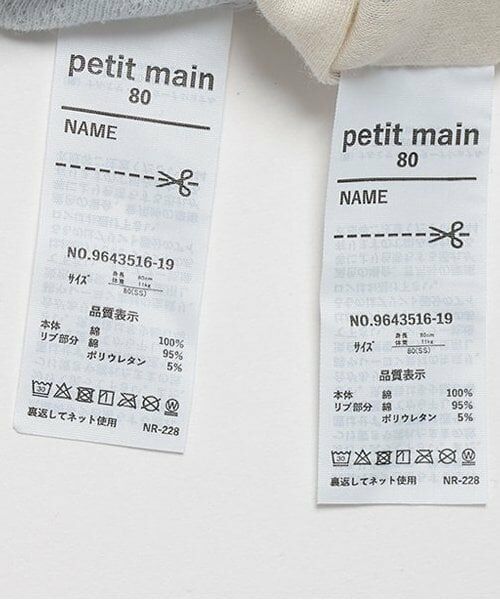 petit main
80
NAME
NO.9643516-19
サイズ
身長 80cm
体重 11kg
80(SS)
品質表示
本体 綿 100%
リブ部分 綿 95%
ポリウレタン 5%
30
W
裏返してネット使用 NR-228
petit main
80
NAME
NO.9643516-19
サイズ
身長 80cm
体重 11kg
80(SS)
品質表示
本体 綿 100%
リブ部分 綿 95%
ポリウレタン 5%
30
W
裏返してネット使用 NR-228